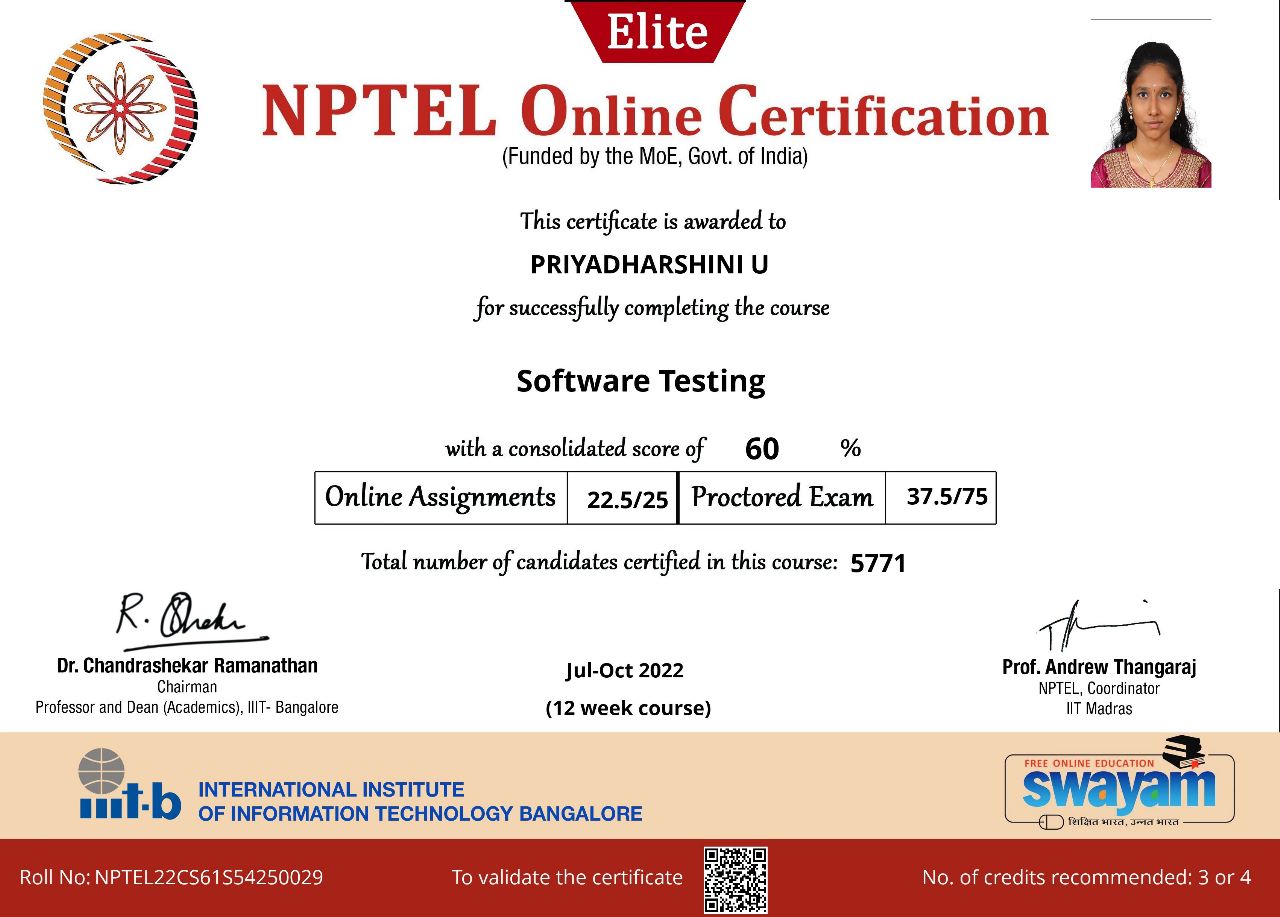 Elite
NPTEL Online Certification
(Funded by the MoE, Govt. of India)
This certificate is awarded to
PRIYADHARSHINI U
for successfully completing the course
Software Testing
with a consolidated score of 60 %
Online Assignments 22.5/25 Proctored Exam 37.5/75
Total number of candidates certified in this course: 5771
R. Shekr
Dr. Chandrashekar Ramanathan
Chairman
Professor and Dean (Academics), IIIT- Bangalore
Jul-Oct 2022
(12 week course)
Prof. Andrew Thangaraj
NPTEL, Coordinator
IIT Madras
iiit-b
INTERNATIONAL INSTITUTE
OF INFORMATION TECHNOLOGY BANGALORE
FREE ONLINE EDUCATION
swayam
शिक्षित भारत, उन्नत भारत
Roll No: NPTEL22CS61S54250029
To validate the certificate
No. of credits recommended: 3 or 4